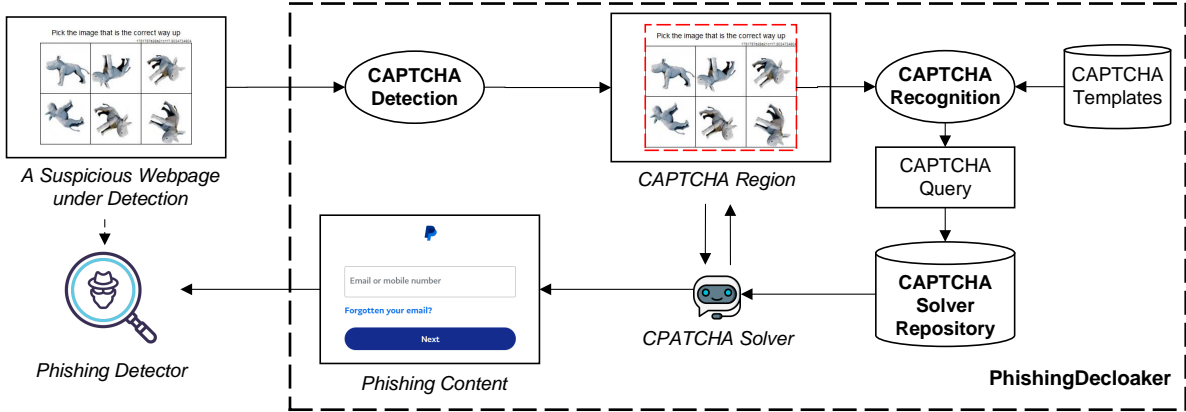 Pick the image that is the correct way up
A Suspicious Webpage
under Detection
CAPTCHA
Detection
Pick the image that is the correct way up
CAPTCHA Region
CAPTCHA
Recognition
CAPTCHA
Templates
CAPTCHA
Query
CAPTCHA
Solver
Repository
CPATCHA Solver
Email or mobile number
Forgotten your email?
Next
Phishing Content
Phishing Detector
PhishingDecloaker